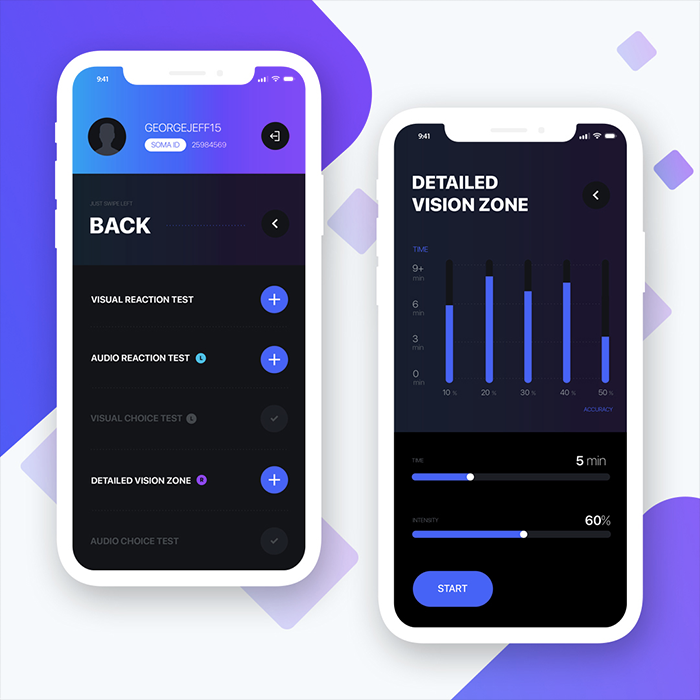 9:41
GEORGEJEFF15
SOMA ID 25984569
JUST SWIPE LEFT
BACK
VISUAL REACTION TEST
AUDIO REACTION TEST L
VISUAL CHOICE TEST L
DETAILED VISION ZONE R
AUDIO CHOICE TEST
9:41
DETAILED
VISION ZONE
TIME
9+
min
6
min
3
min
0
min
10 % 20 % 30 % 40 % 50 %
ACCURACY
TIME 5 min
INTENSITY 60%
START